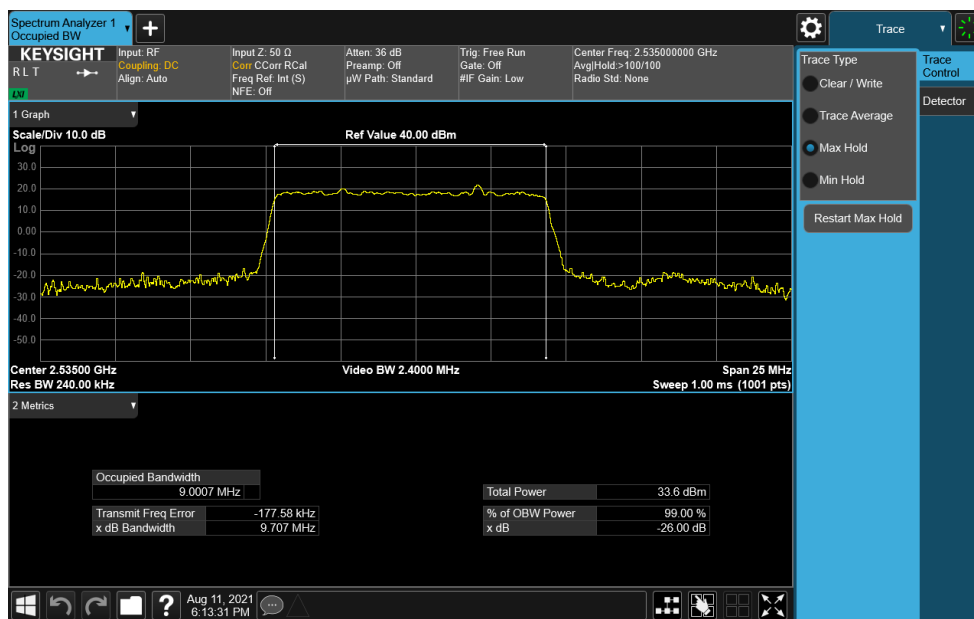 Spectrum Analyzer 1
Occupied BW
+
Trace
KEYSIGHT
R L T
LXI
Input: RF
Coupling: DC
Align: Auto
Input Z: 50 Ω
Corr CCorr RCal
Freq Ref: Int (S)
NFE: Off
Atten: 36 dB
Preamp: Off
µW Path: Standard
Trig: Free Run
Gate: Off
#IF Gain: Low
Center Freq: 2.535000000 GHz
Avg|Hold:>100/100
Radio Std: None
1 Graph
Scale/Div 10.0 dB
Ref Value 40.00 dBm
Log
30.0
20.0
10.0
0.00
-10.0
-20.0
-30.0
-40.0
-50.0
Center 2.53500 GHz
Video BW 2.4000 MHz
Span 25 MHz
Res BW 240.00 kHz
Sweep 1.00 ms (1001 pts)
2 Metrics
Occupied Bandwidth
9.0007 MHz
Transmit Freq Error -177.58 kHz
x dB Bandwidth 9.707 MHz
Total Power 33.6 dBm
% of OBW Power 99.00 %
x dB -26.00 dB
Trace Type
Clear / Write
Trace Average
Max Hold
Min Hold
Restart Max Hold
Trace
Control
Detector
?
Aug 11, 2021
6:13:31 PM